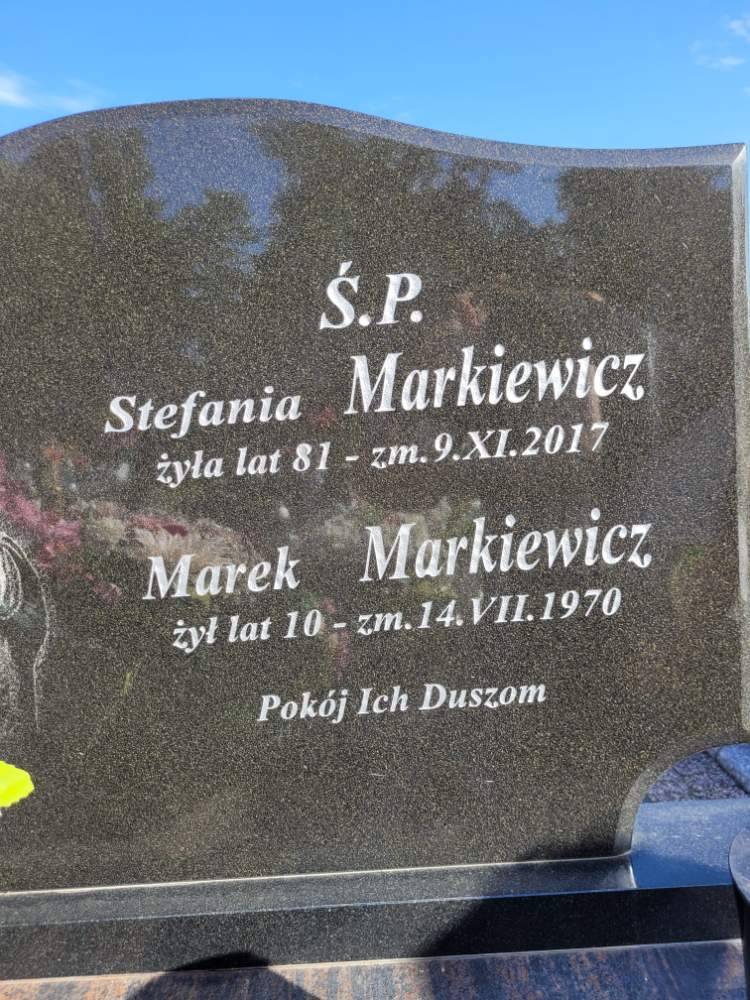 Ś.P.
Stefania Markiewicz
żyła lat 81 - zm.9.XI.2017
Marek Markiewicz
żył lat 10 - zm.14.VII.1970
Pokój Ich Duszom